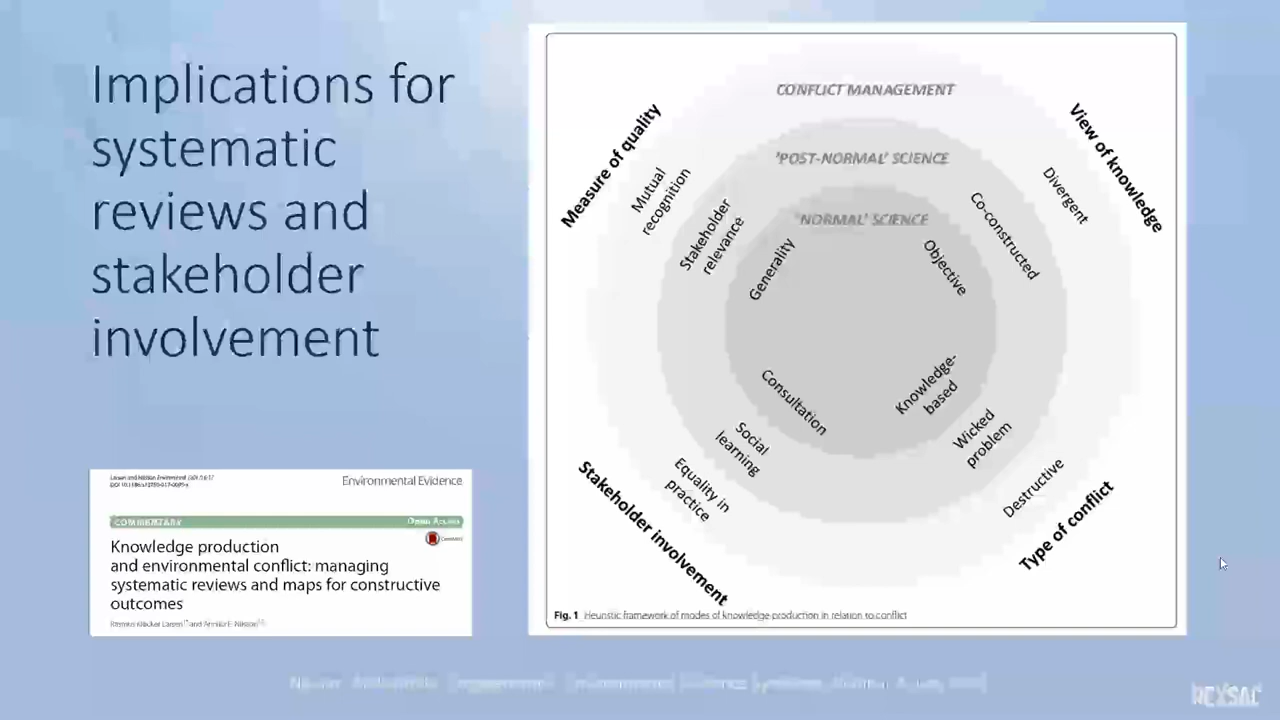 Implications for
systematic
reviews and
stakeholder
involvement
Environmental Evidence
COMMENTARY
Open Access
Knowledge production
and environmental conflict: managing
systematic reviews and maps for constructive
outcomes
CONFLICT MANAGEMENT
'POST-NORMAL' SCIENCE
'NORMAL' SCIENCE
Measure of quality
Mutual
recognition
Stakeholder
relevance
Generality
View of knowledge
Divergent
Co-constructed
Objective
Consultation
Social
learning
Equality in
practice
Stakeholder involvement
Knowledge-
based
Wicked
problem
Destructive
Type of conflict
Fig. 1 Heuristic framework of modes of knowledge production in relation to conflict